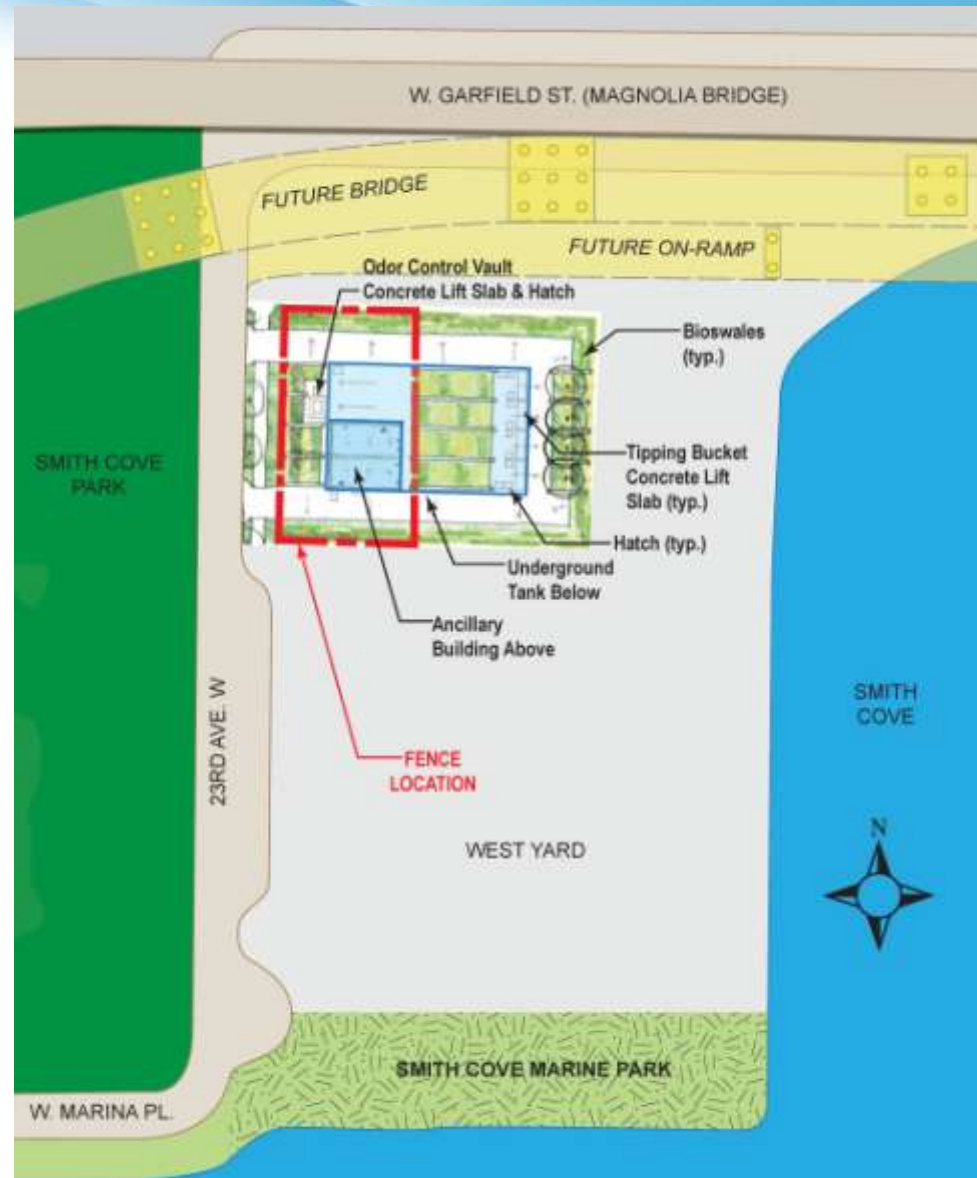 W. GARFIELD ST. (MAGNOLIA BRIDGE)
FUTURE BRIDGE
FUTURE ON-RAMP
Odor Control Vault
Concrete Lift Slab & Hatch
Bioswales
(typ.)
SMITH COVE
PARK
Tipping Bucket
Concrete Lift
Slab (typ.)
Hatch (typ.)
Underground
Tank Below
Ancillary
Building Above
23RD AVE. W
SMITH
COVE
FENCE
LOCATION
N
WEST YARD
SMITH COVE MARINE PARK
W. MARINA PL.